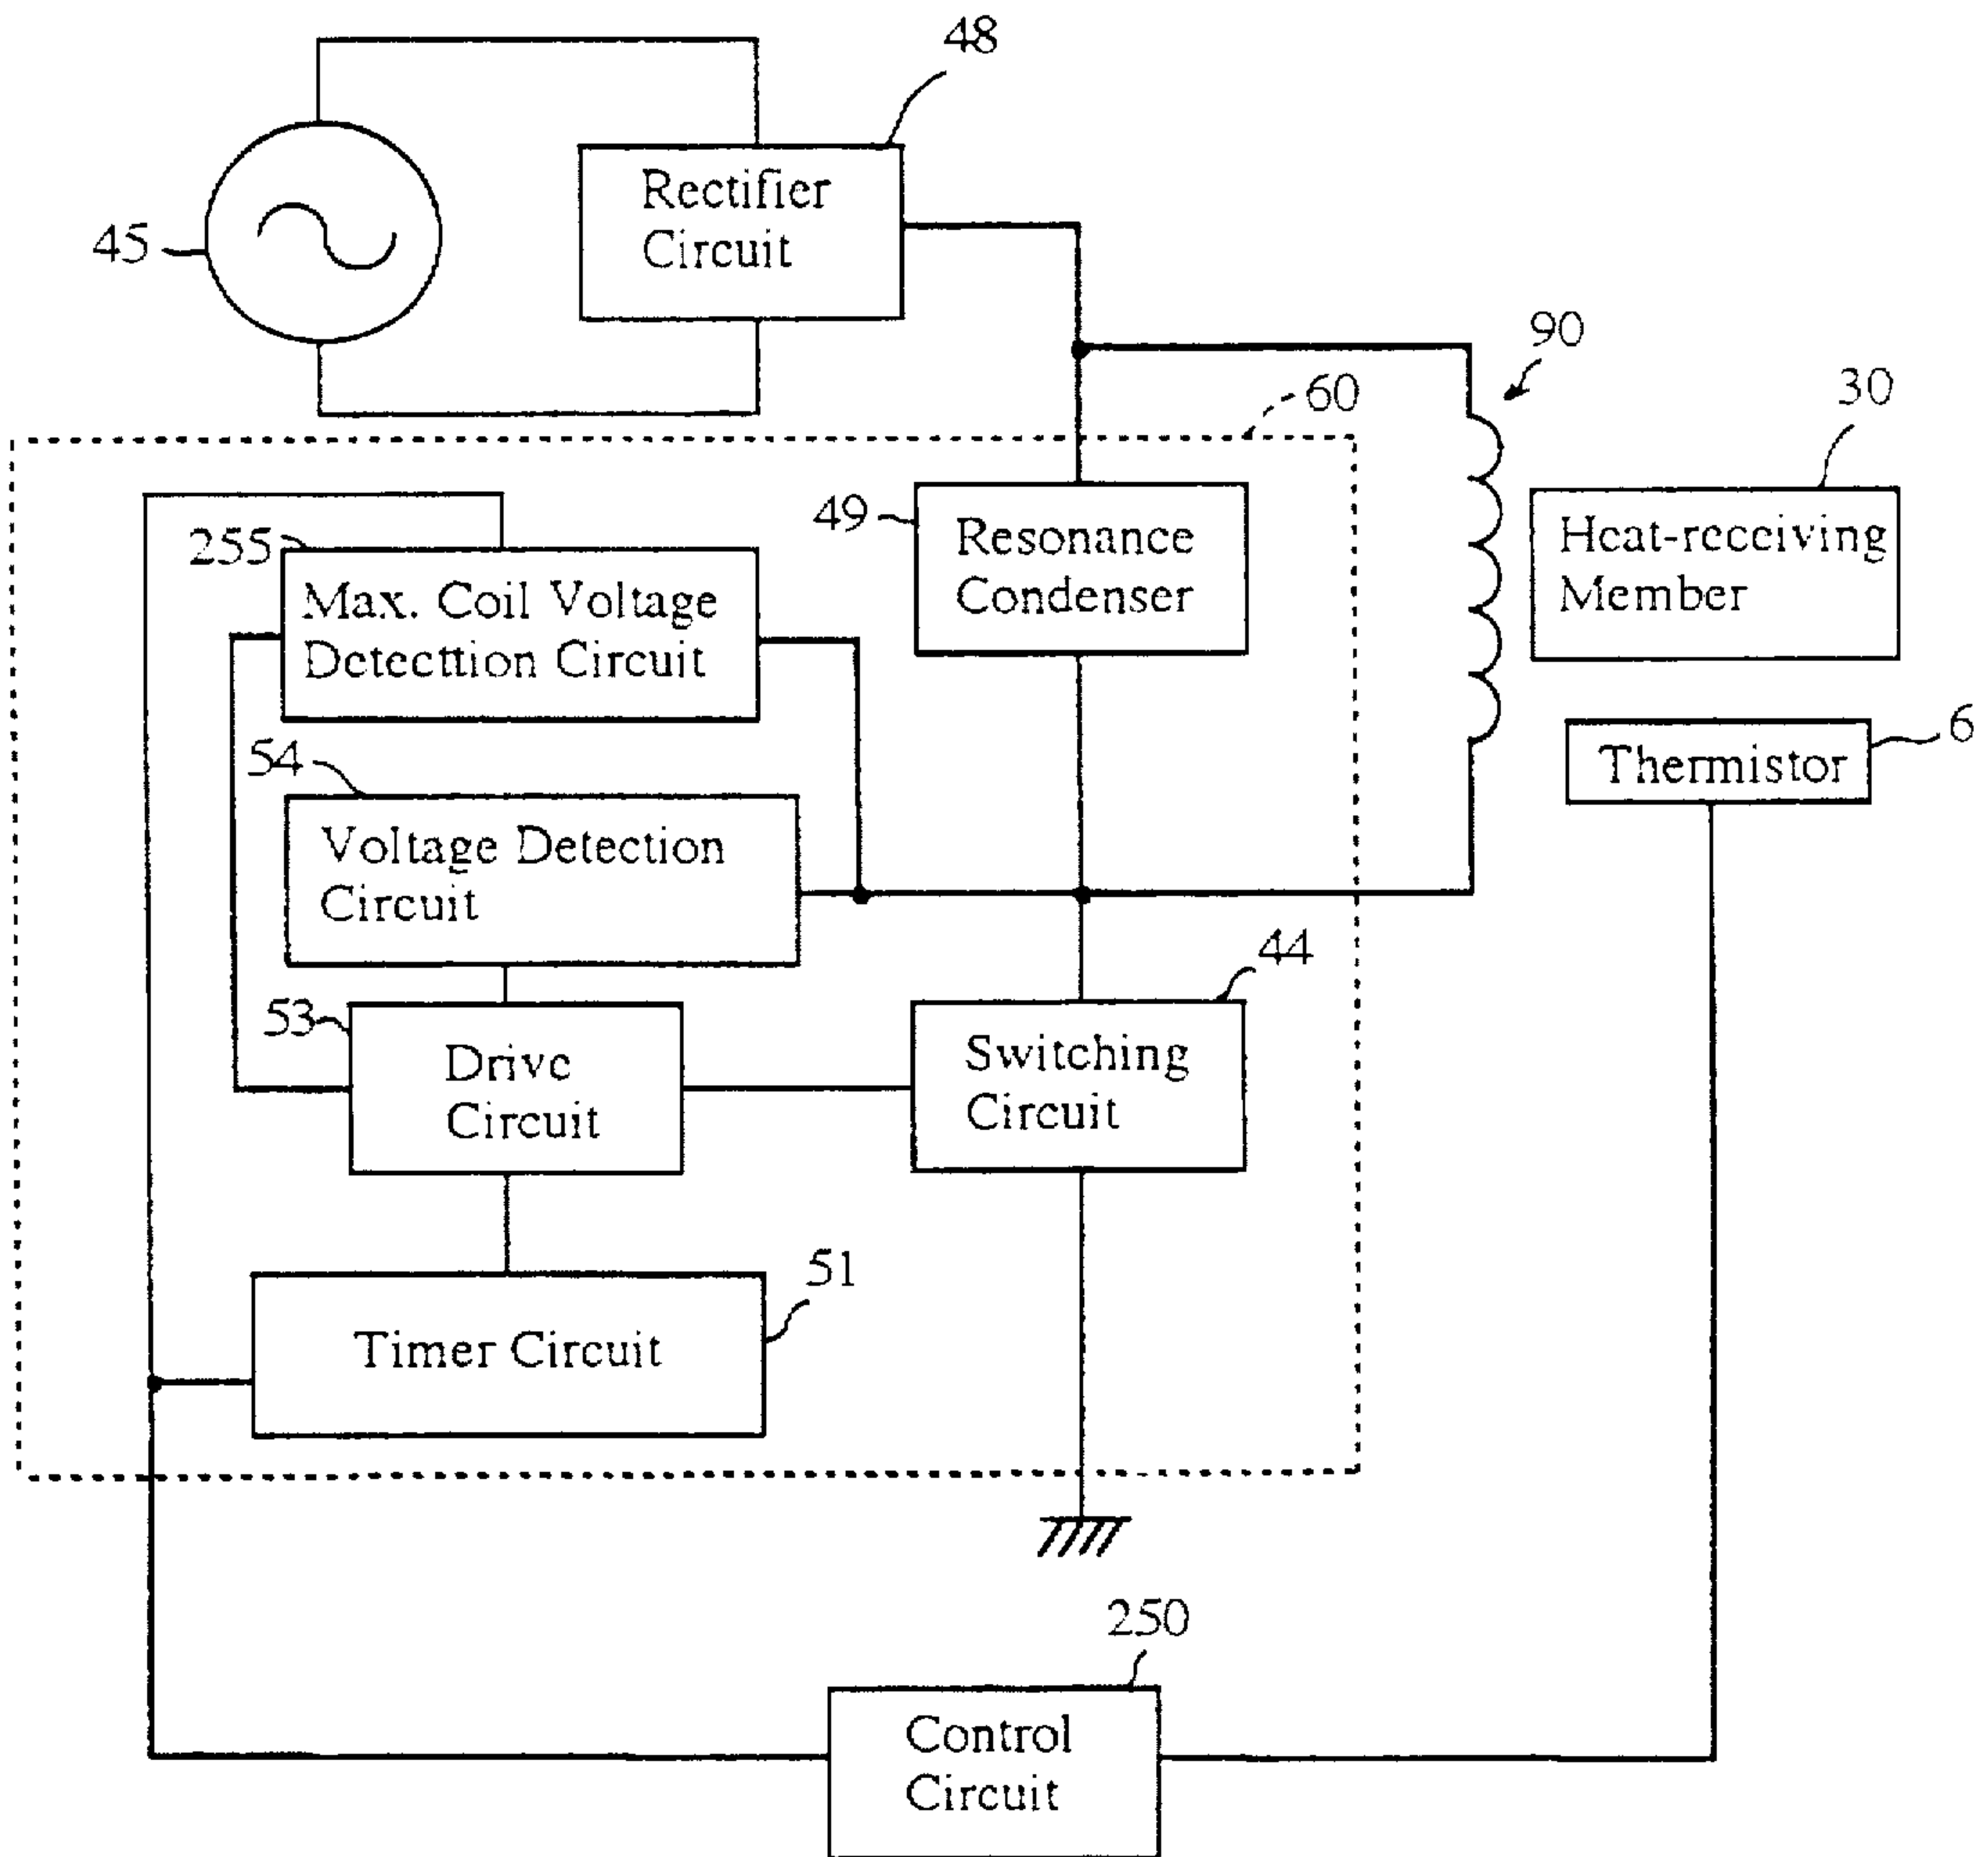 48
Rectifier
Circuit
45
90
60
30
Heat-receiving
Member
49
Resonance
Condenser
255
Max. Coil Voltage
Detecttion Circuit
6
Thermistor
54
Voltage Detection
Circuit
44
53
Drive
Circuit
Switching
Circuit
51
Timer Circuit
250
Control
Circuit